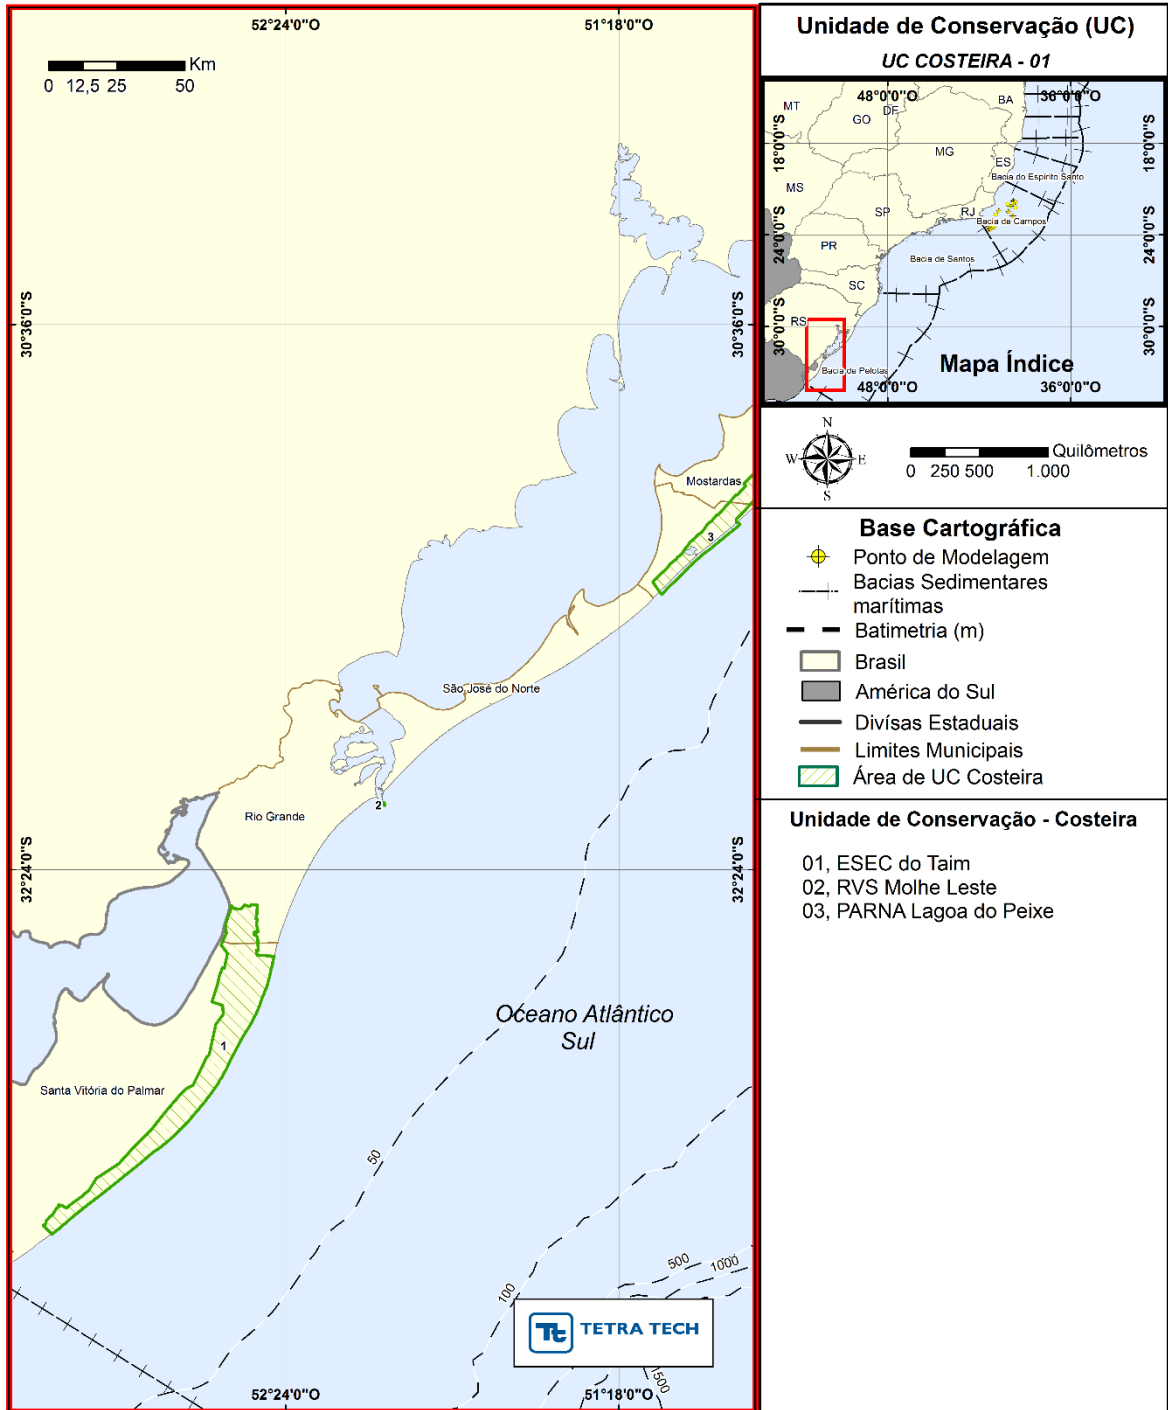 52°24'0"O
51°18'0"O
Km
0 12,5 25 50
30°36'0"S
30°36'0"S
Mostardas
3
São José do Norte
2
Rio Grande
32°24'0"S
32°24'0"S
1
Oceano Atlântico
Sul
Santa Vitória do Palmar
50
100
500
1000
1500
TETRA TECH
52°24'0"O
51°18'0"O
Unidade de Conservação (UC)
UC COSTEIRA - 01
48°0'0"O
36°0'0"O
MT
GO
DF
BA
MG
ES
18°0'0"S
18°0'0"S
Bacia do Espírito Santo
MS
SP
RJ
Bacia de Campos
24°0'0"S
24°0'0"S
PR
Bacia de Santos
SC
RS
30°0'0"S
30°0'0"S
Bacia de Pelotas
Mapa Índice
48°0'0"O
36°0'0"O
N
W E
S
Quilômetros
0 250 500 1.000
Base Cartográfica
Ponto de Modelagem
Bacias Sedimentares
marítimas
Batimetria (m)
Brasil
América do Sul
Divísas Estaduais
Limites Municipais
Área de UC Costeira
Unidade de Conservação - Costeira
01, ESEC do Taim
02, RVS Molhe Leste
03, PARNA Lagoa do Peixe